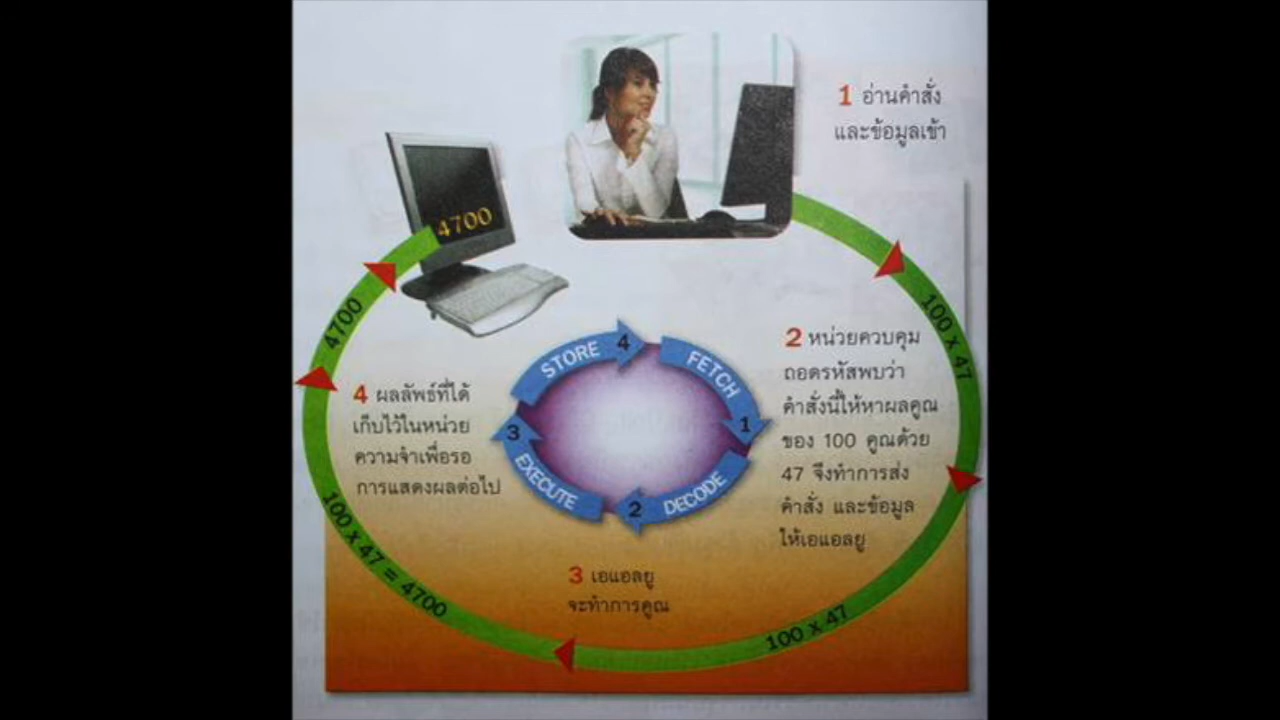 1 อ่านคำสั่ง
และข้อมูลเข้า
4700
100 x 47
2 หน่วยควบคุม
ถอดรหัสพบว่า
คำสั่งนี้ให้หาผลคูณ
ของ 100 คูณด้วย
47 จึงทำการส่ง
คำสั่ง และข้อมูล
ให้เอแอลยู
100 x 47
3 เอแอลยู
จะทำการคูณ
100 x 47 = 4700
4 ผลลัพธ์ที่ได้
เก็บไว้ในหน่วย
ความจำเพื่อรอ
การแสดงผลต่อไป
4700
FETCH 1
DECODE 2
EXECUTE 3
STORE 4